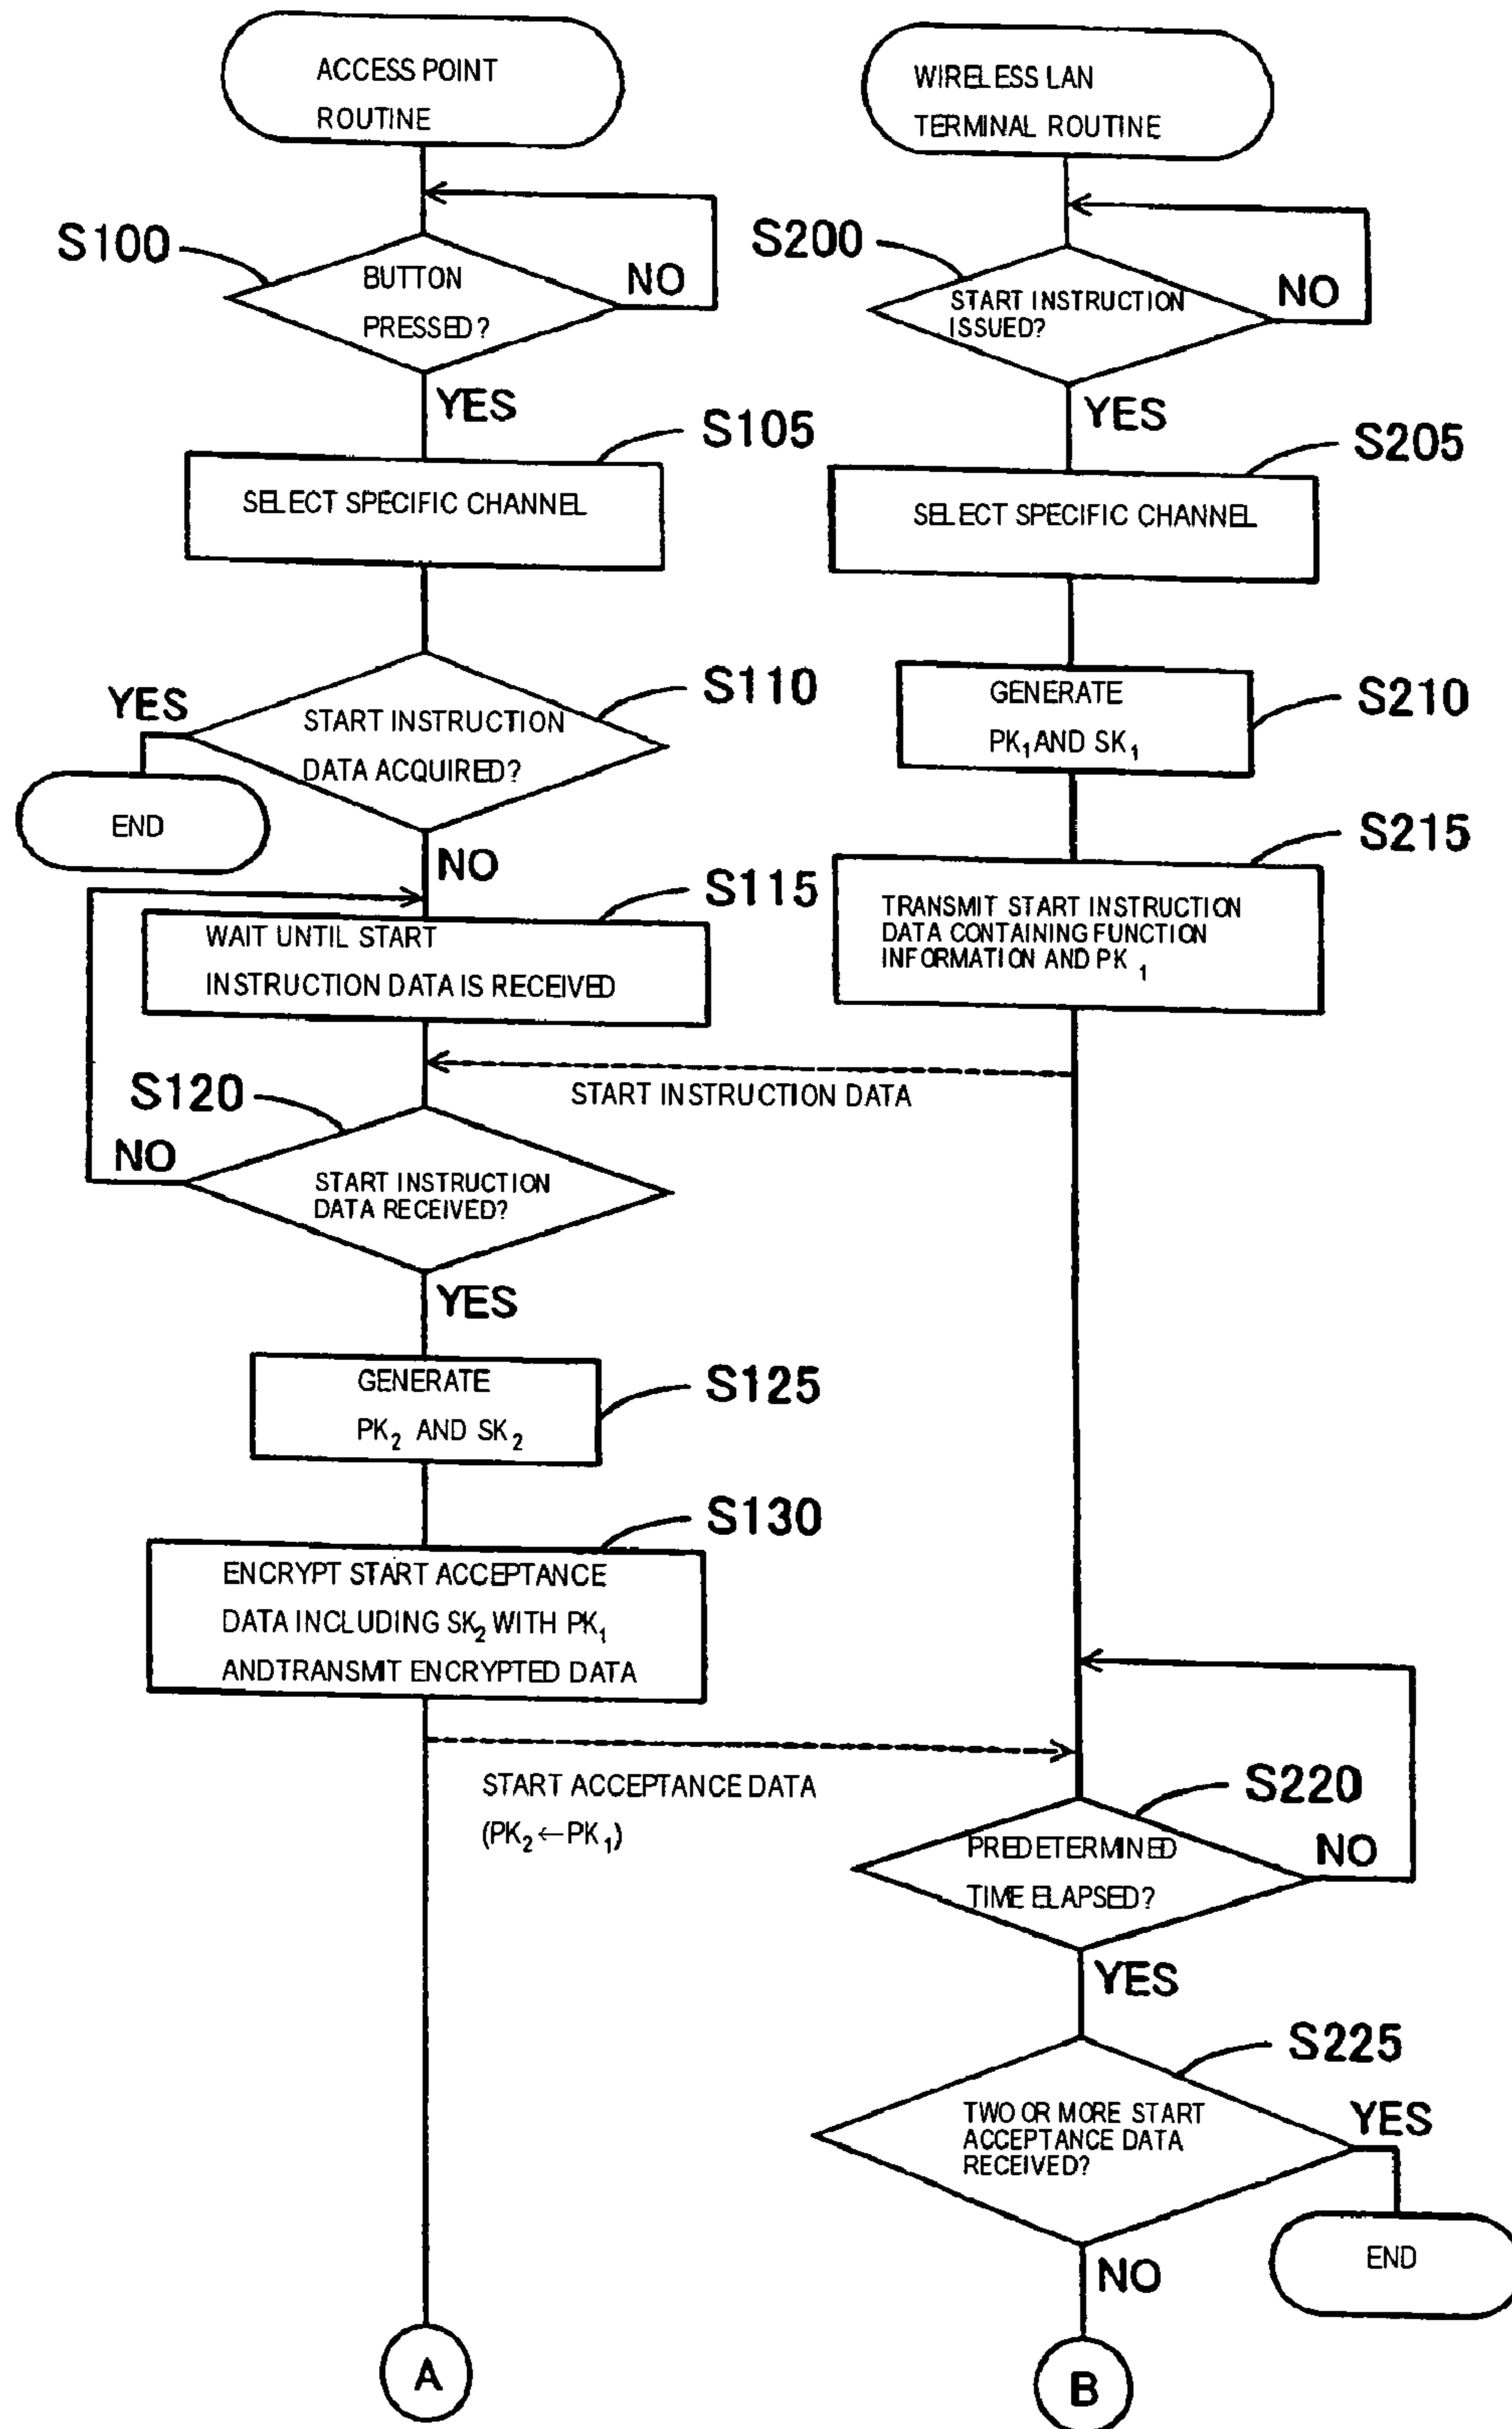 ACCESS POINT
ROUTINE
S100
BUTTON
PRESSED?
NO
YES
S105
SELECT SPECIFIC CHANNEL
S110
YES
START INSTRUCTION
DATA ACQUIRED?
END
NO
S115
WAIT UNTIL START
INSTRUCTION DATA IS RECEIVED
START INSTRUCTION DATA
S120
NO
START INSTRUCTION
DATA RECEIVED?
YES
GENERATE
PK₂ AND SK₂
S125
S130
ENCRYPT START ACCEPTANCE
DATA INCLUDING SK₂ WITH PK₁
ANDTRANSMIT ENCRYPTED DATA
START ACCEPTANCE DATA
(PK₂←PK₁)
A
WIRELESS LAN
TERMINAL ROUTINE
S200
START INSTRUCTION
ISSUED?
NO
YES
S205
SELECT SPECIFIC CHANNEL
GENERATE
PK₁ AND SK₁
S210
S215
TRANSMIT START INSTRUCTION
DATA CONTAINING FUNCTION
INFORMATION AND PK₁
S220
PREDETERMINED
TIME ELAPSED?
NO
YES
S225
TWO OR MORE START
ACCEPTANCE DATA
RECEIVED?
YES
END
NO
B